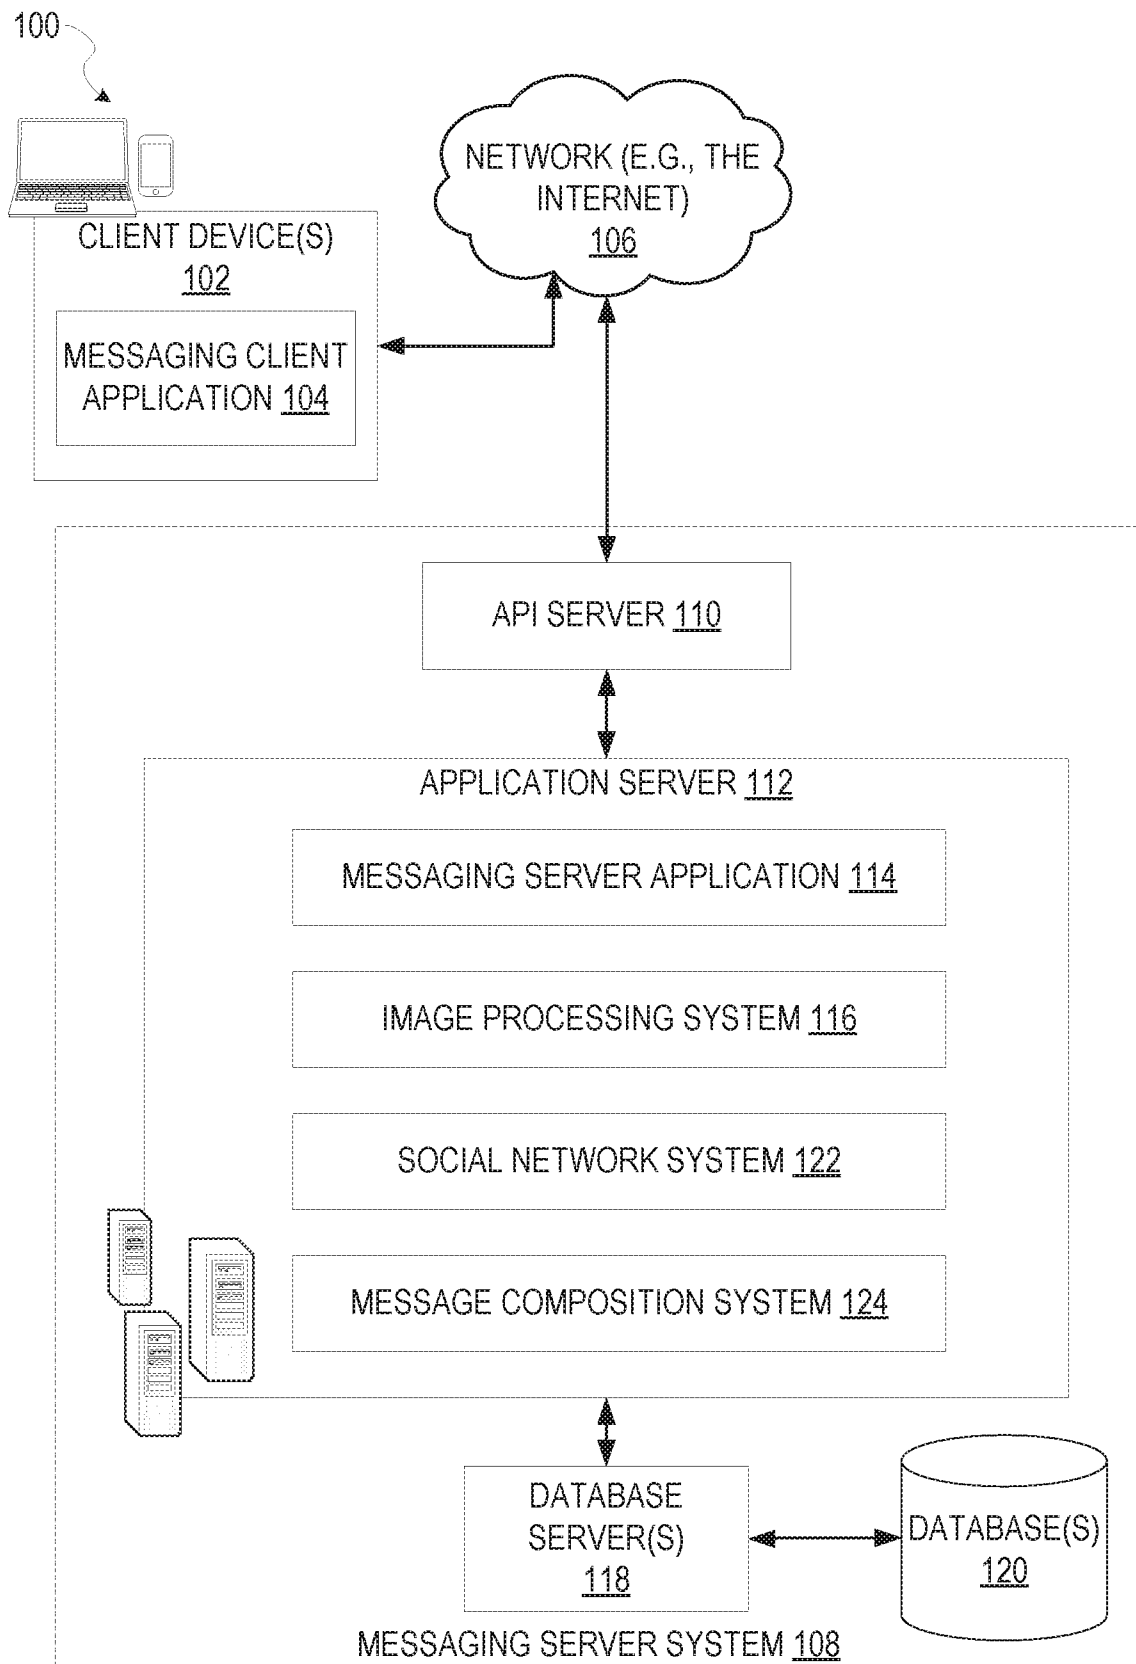 100
NETWORK (E.G., THE
INTERNET)
106
CLIENT DEVICE(S)
102
MESSAGING CLIENT
APPLICATION 104
API SERVER 110
APPLICATION SERVER 112
MESSAGING SERVER APPLICATION 114
IMAGE PROCESSING SYSTEM 116
SOCIAL NETWORK SYSTEM 122
MESSAGE COMPOSITION SYSTEM 124
DATABASE
SERVER(S)
118
DATABASE(S)
120
MESSAGING SERVER SYSTEM 108